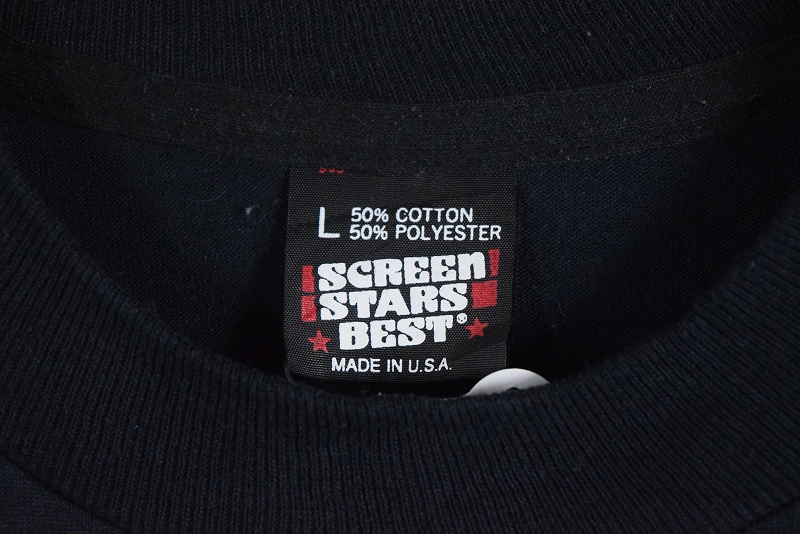 L 50% COTTON
50% POLYESTER
SCREEN
STARS
BEST®
MADE IN U.S.A.